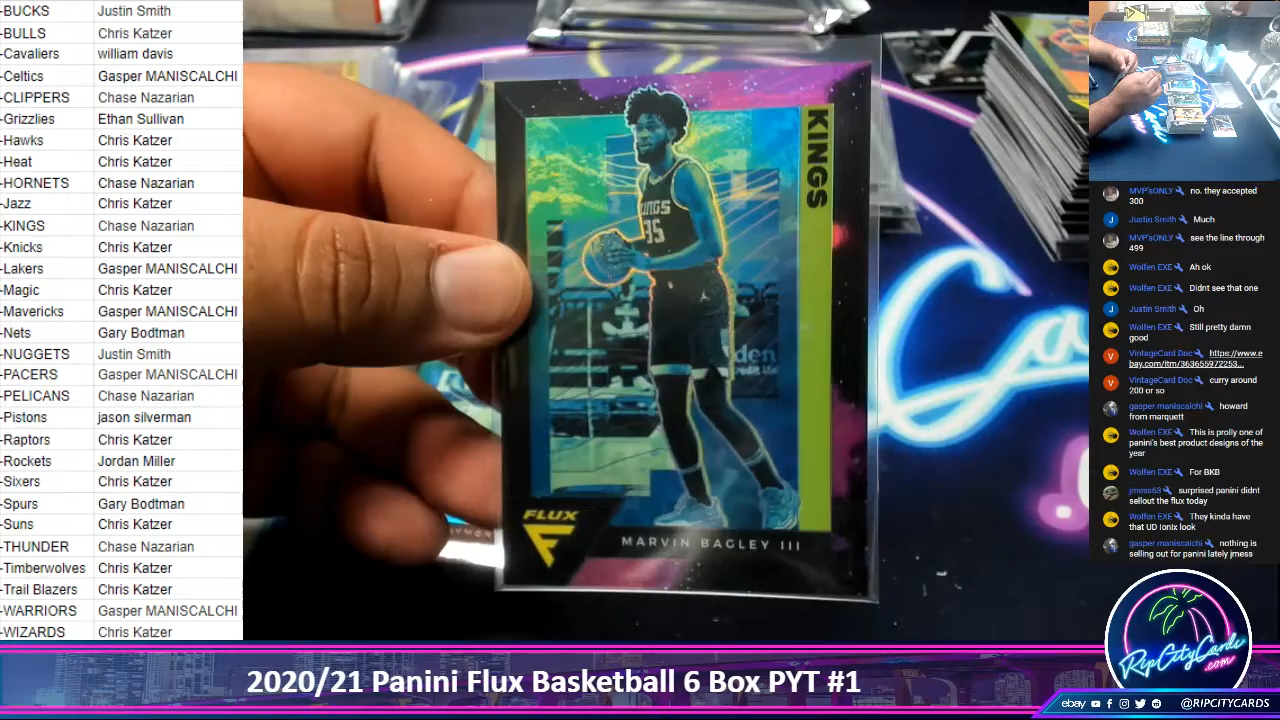 -BUCKS Justin Smith
-BULLS Chris Katzer
-Cavaliers william davis
-Celtics Gasper MANISCALCHI
-CLIPPERS Chase Nazarian
-Grizzlies Ethan Sullivan
-Hawks Chris Katzer
-Heat Chris Katzer
-HORNETS Chase Nazarian
-Jazz Chris Katzer
-KINGS Chase Nazarian
-Knicks Chris Katzer
-Lakers Gasper MANISCALCHI
-Magic Chris Katzer
-Mavericks Gasper MANISCALCHI
-Nets Gary Bodtman
-NUGGETS Justin Smith
-PACERS Gasper MANISCALCHI
-PELICANS Chase Nazarian
-Pistons jason silverman
-Raptors Chris Katzer
-Rockets Jordan Miller
-Sixers Chris Katzer
-Spurs Gary Bodtman
-Suns Chris Katzer
-THUNDER Chase Nazarian
-Timberwolves Chris Katzer
-Trail Blazers Chris Katzer
-WARRIORS Gasper MANISCALCHI
-WIZARDS Chris Katzer
KINGS
KINGS
35
FLUX
MARVIN BAGLEY III
MVP'sONLY no. they accepted
300
Justin Smith Much
MVP'sONLY see the line through
499
Wolfen EXE Ah ok
Wolfen EXE Didnt see that one
Justin Smith Oh
Wolfen EXE Still pretty damn
good
VintageCard Doc https://www.e
bay.com/itm/363655972253...
VintageCard Doc curry around
200 or so
gasper maniscalchi howard
from marquett
Wolfen EXE This is prolly one of
panini's best product designs of the
year
Wolfen EXE For BKB
jmess63 surprised panini didnt
sellout the flux today
Wolfen EXE They kinda have
that UD Ionix look
gasper maniscalchi nothing is
selling out for panini lately jmess
RipCityCards
.com
2020/21 Panini Flux Basketball 6 Box PYT #1
ebay @RIPCITYCARDS